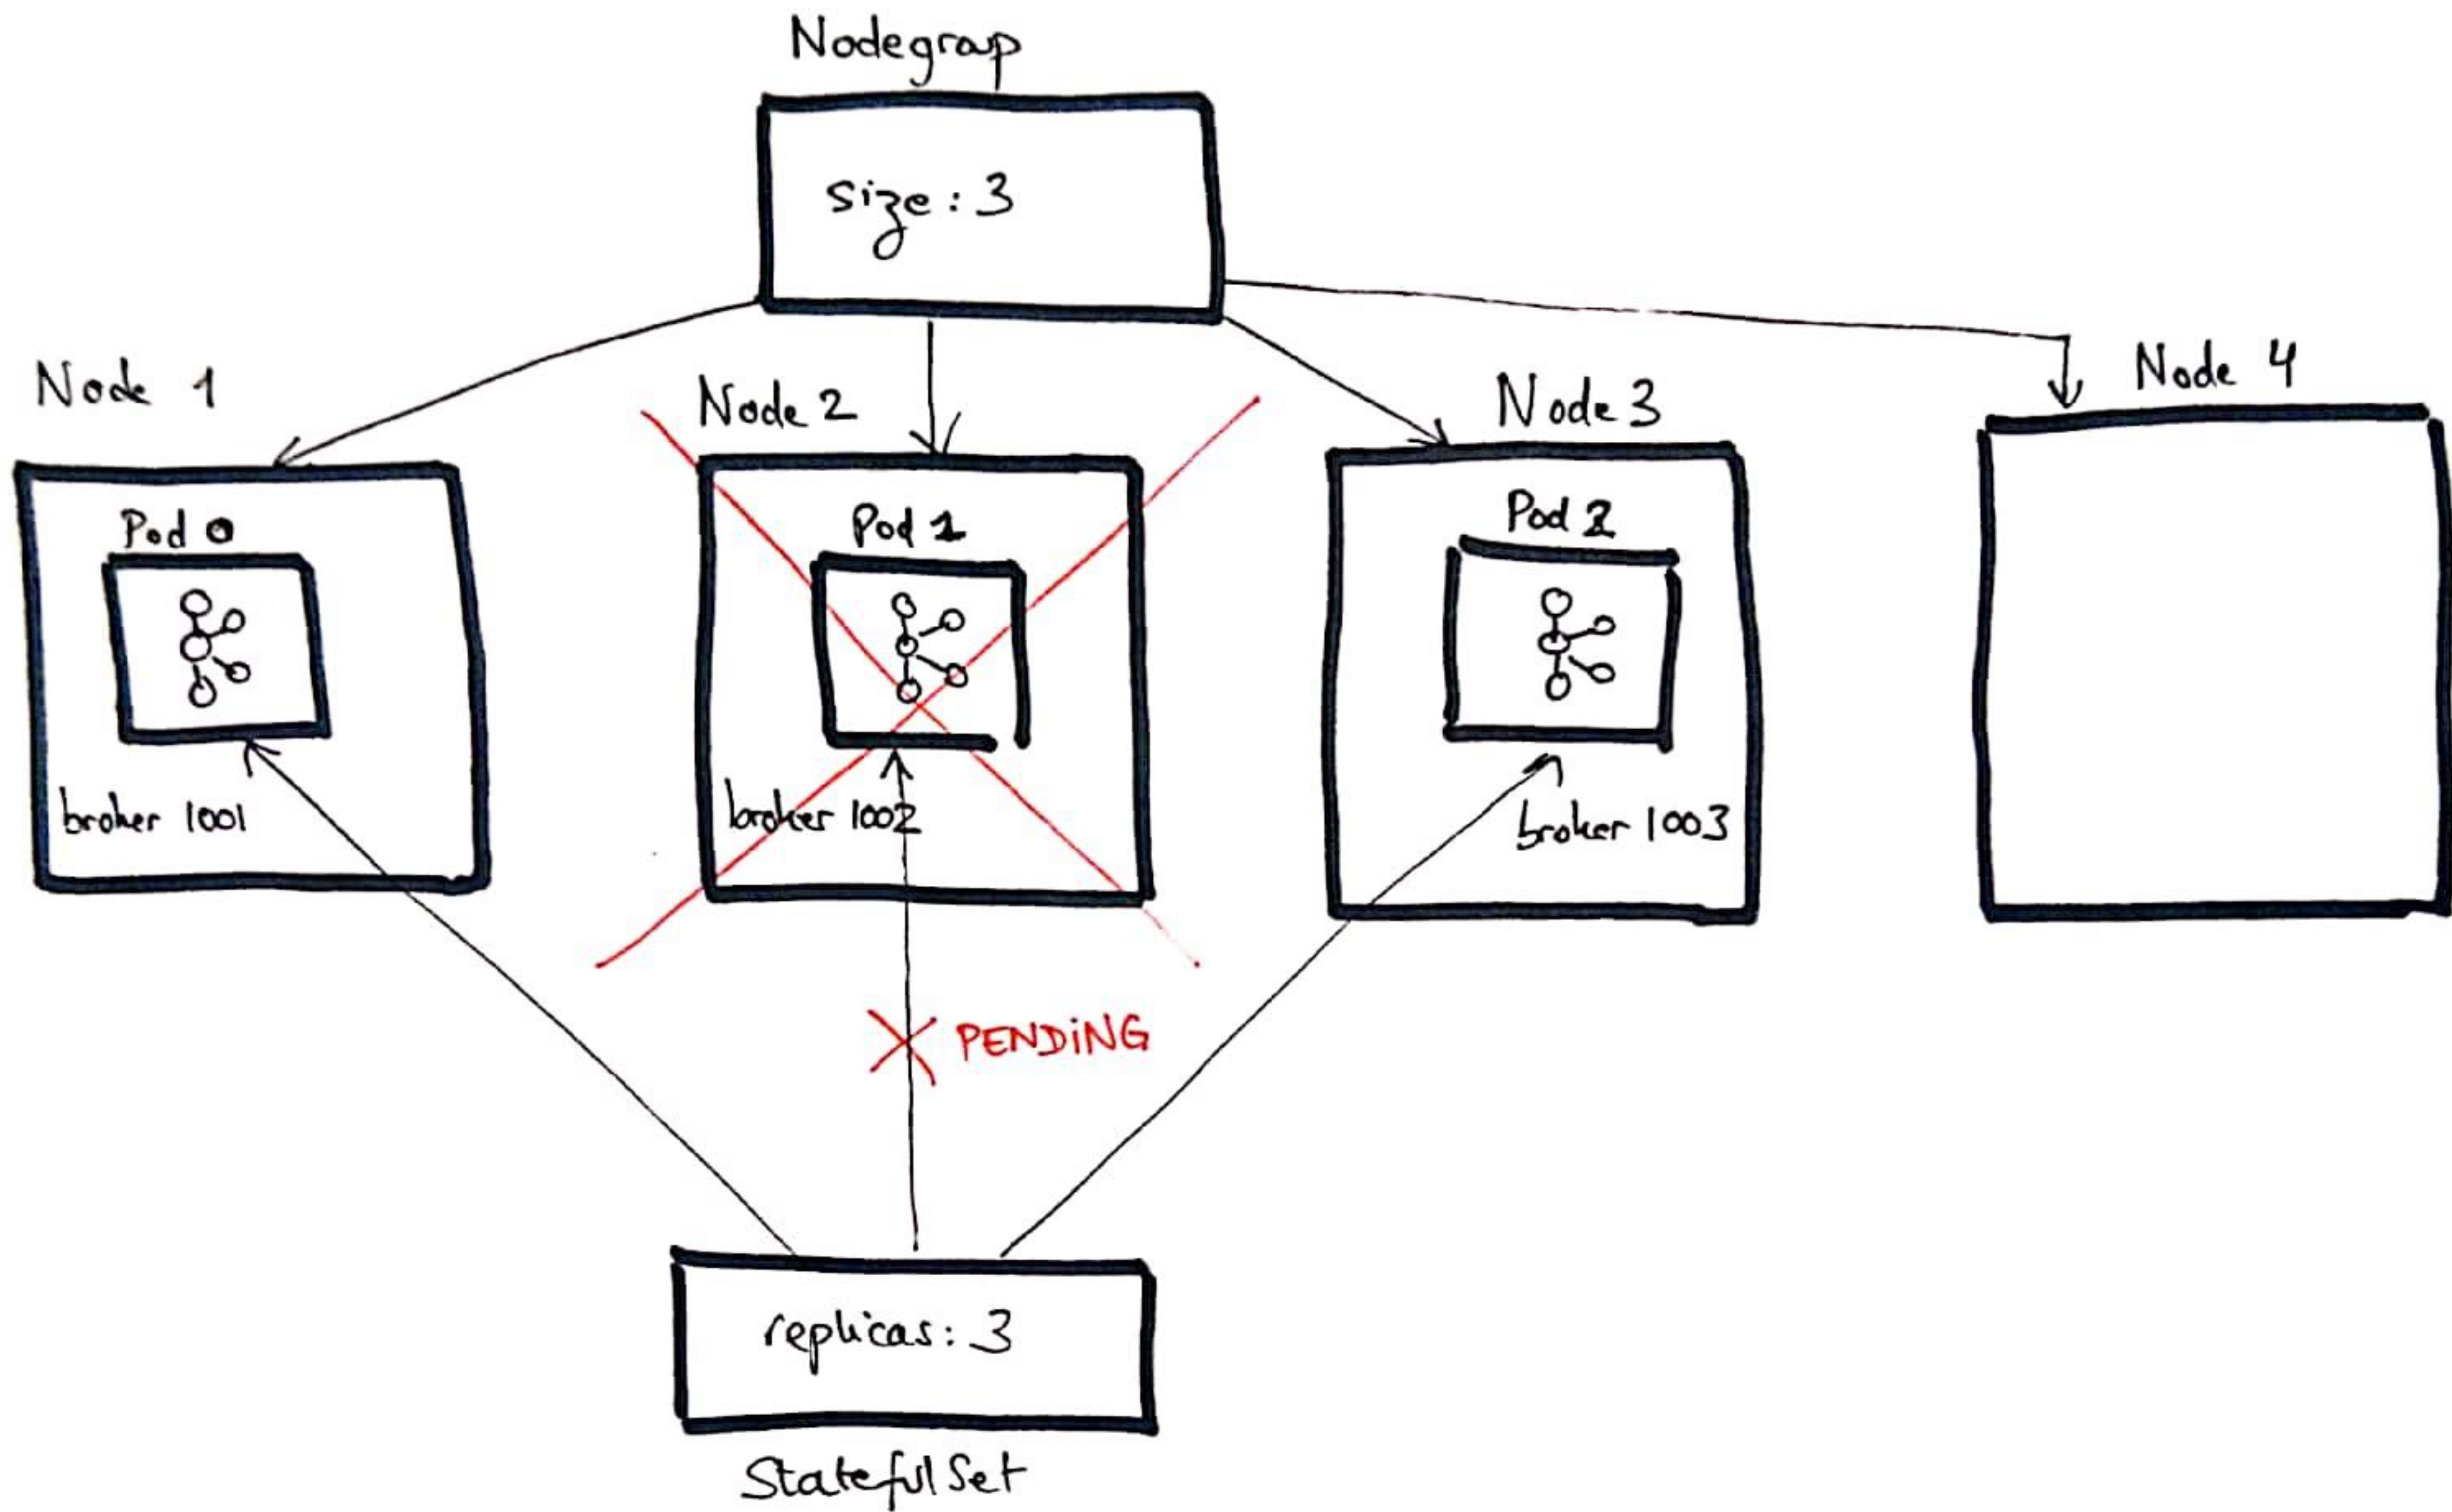 Nodegroup
size: 3
Node 1
Node 2
Node 3
Node 4
Pod 0
Pod 1
Pod 2
broker 1001
broker 1002
broker 1003
PENDiNG
replicas: 3
StatefulSet